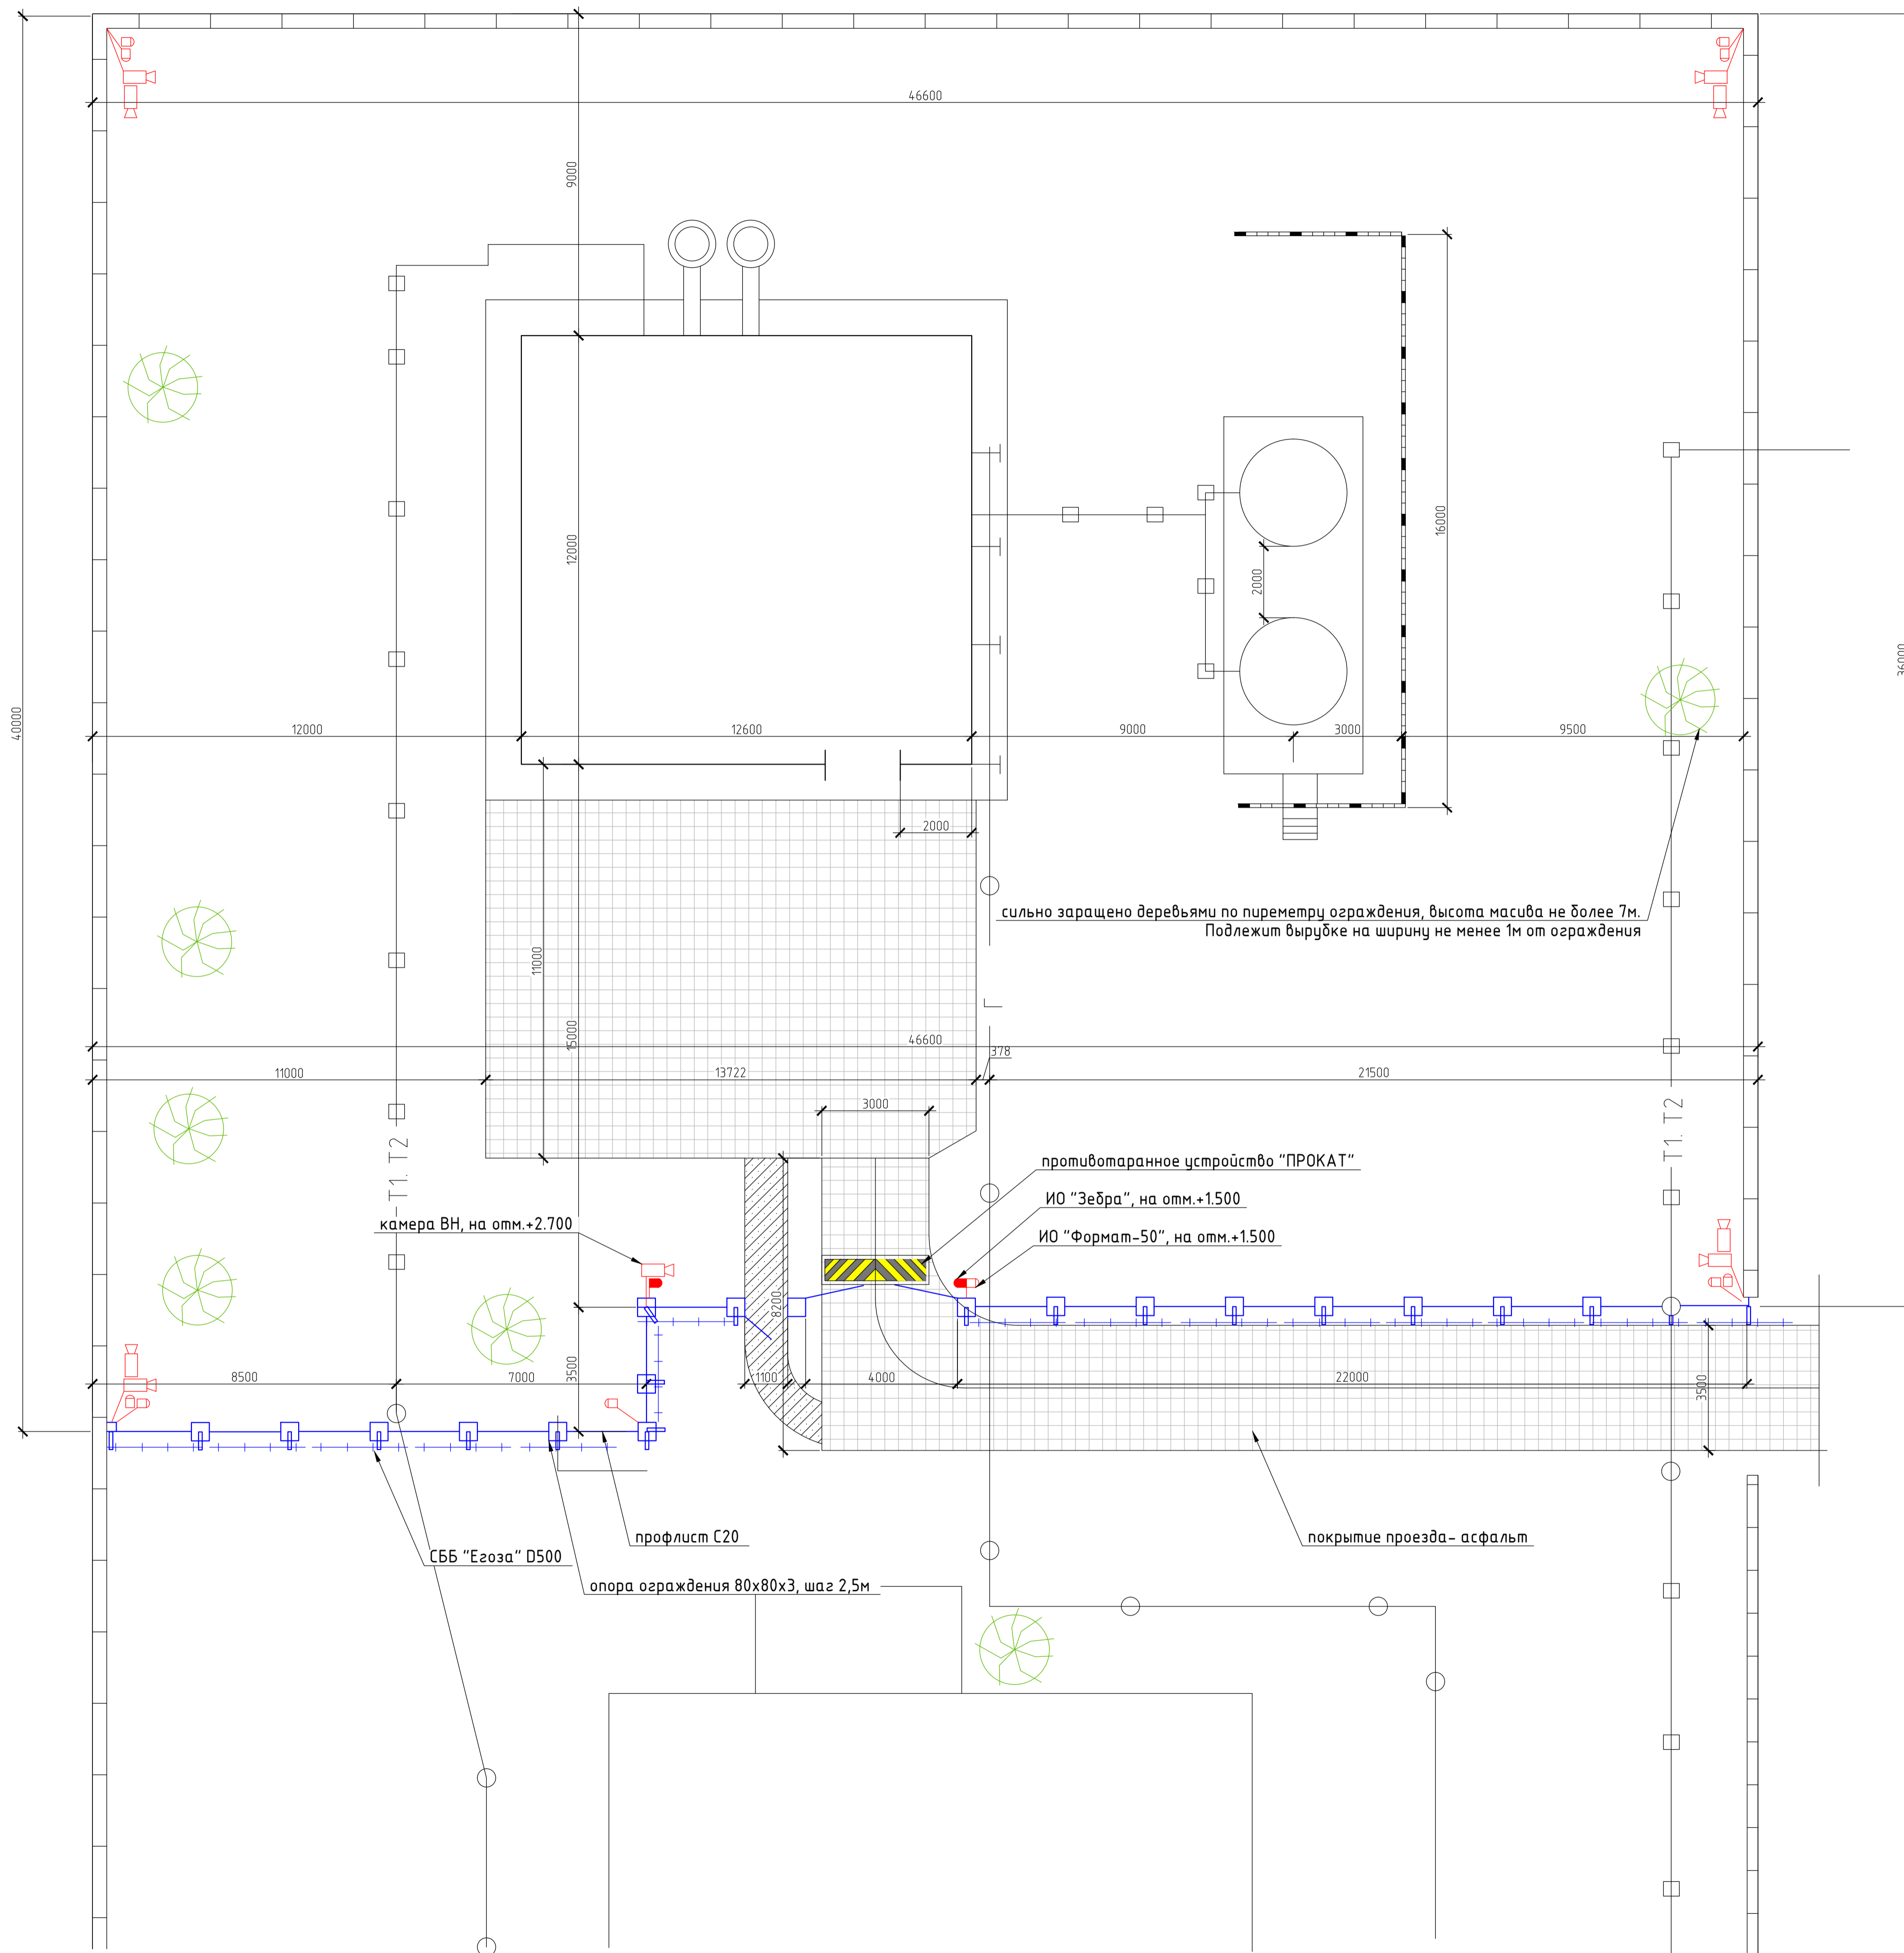 46600
9000
40000
36000
12000
16000
2000
12000
12600
9000
3000
9500
2000
сильно заращено деревьями по пиреметру ограждения, высота масива не более 7м.
Подлежит вырубке на ширину не менее 1м от ограждения
11000
Г
15000
46600
378
11000
13722
21500
3000
Т1. Т2
Т1. Т2
противотаранное устройство "ПРОКАТ"
ИО "Зебра", на отм.+1.500
камера ВН, на отм.+2.700
ИО "Формат-50", на отм.+1.500
8200
8500
7000
3500
1100
4000
22000
3500
профлист С20
покрытие проезда- асфальт
СББ "Егоза" D500
опора ограждения 80х80х3, шаг 2,5м